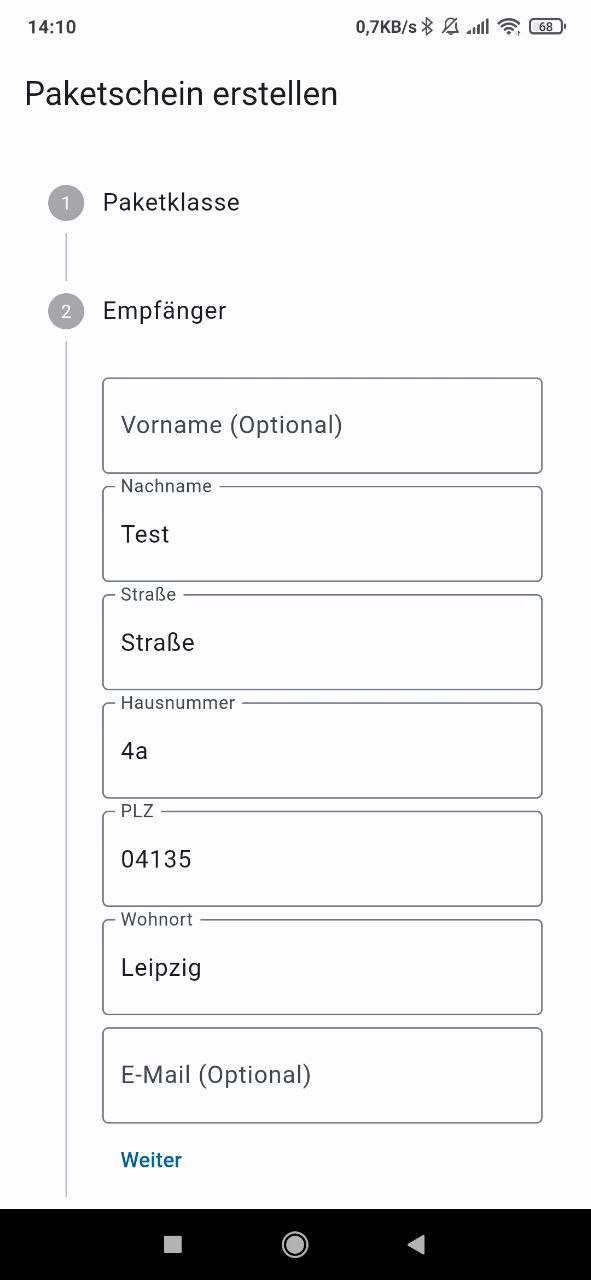 14:10
0,7KB/s 68
Paketschein erstellen
1 Paketklasse
2 Empfänger
Vorname (Optional)
Nachname
Test
Straße
Straße
Hausnummer
4a
PLZ
04135
Wohnort
Leipzig
E-Mail (Optional)
Weiter